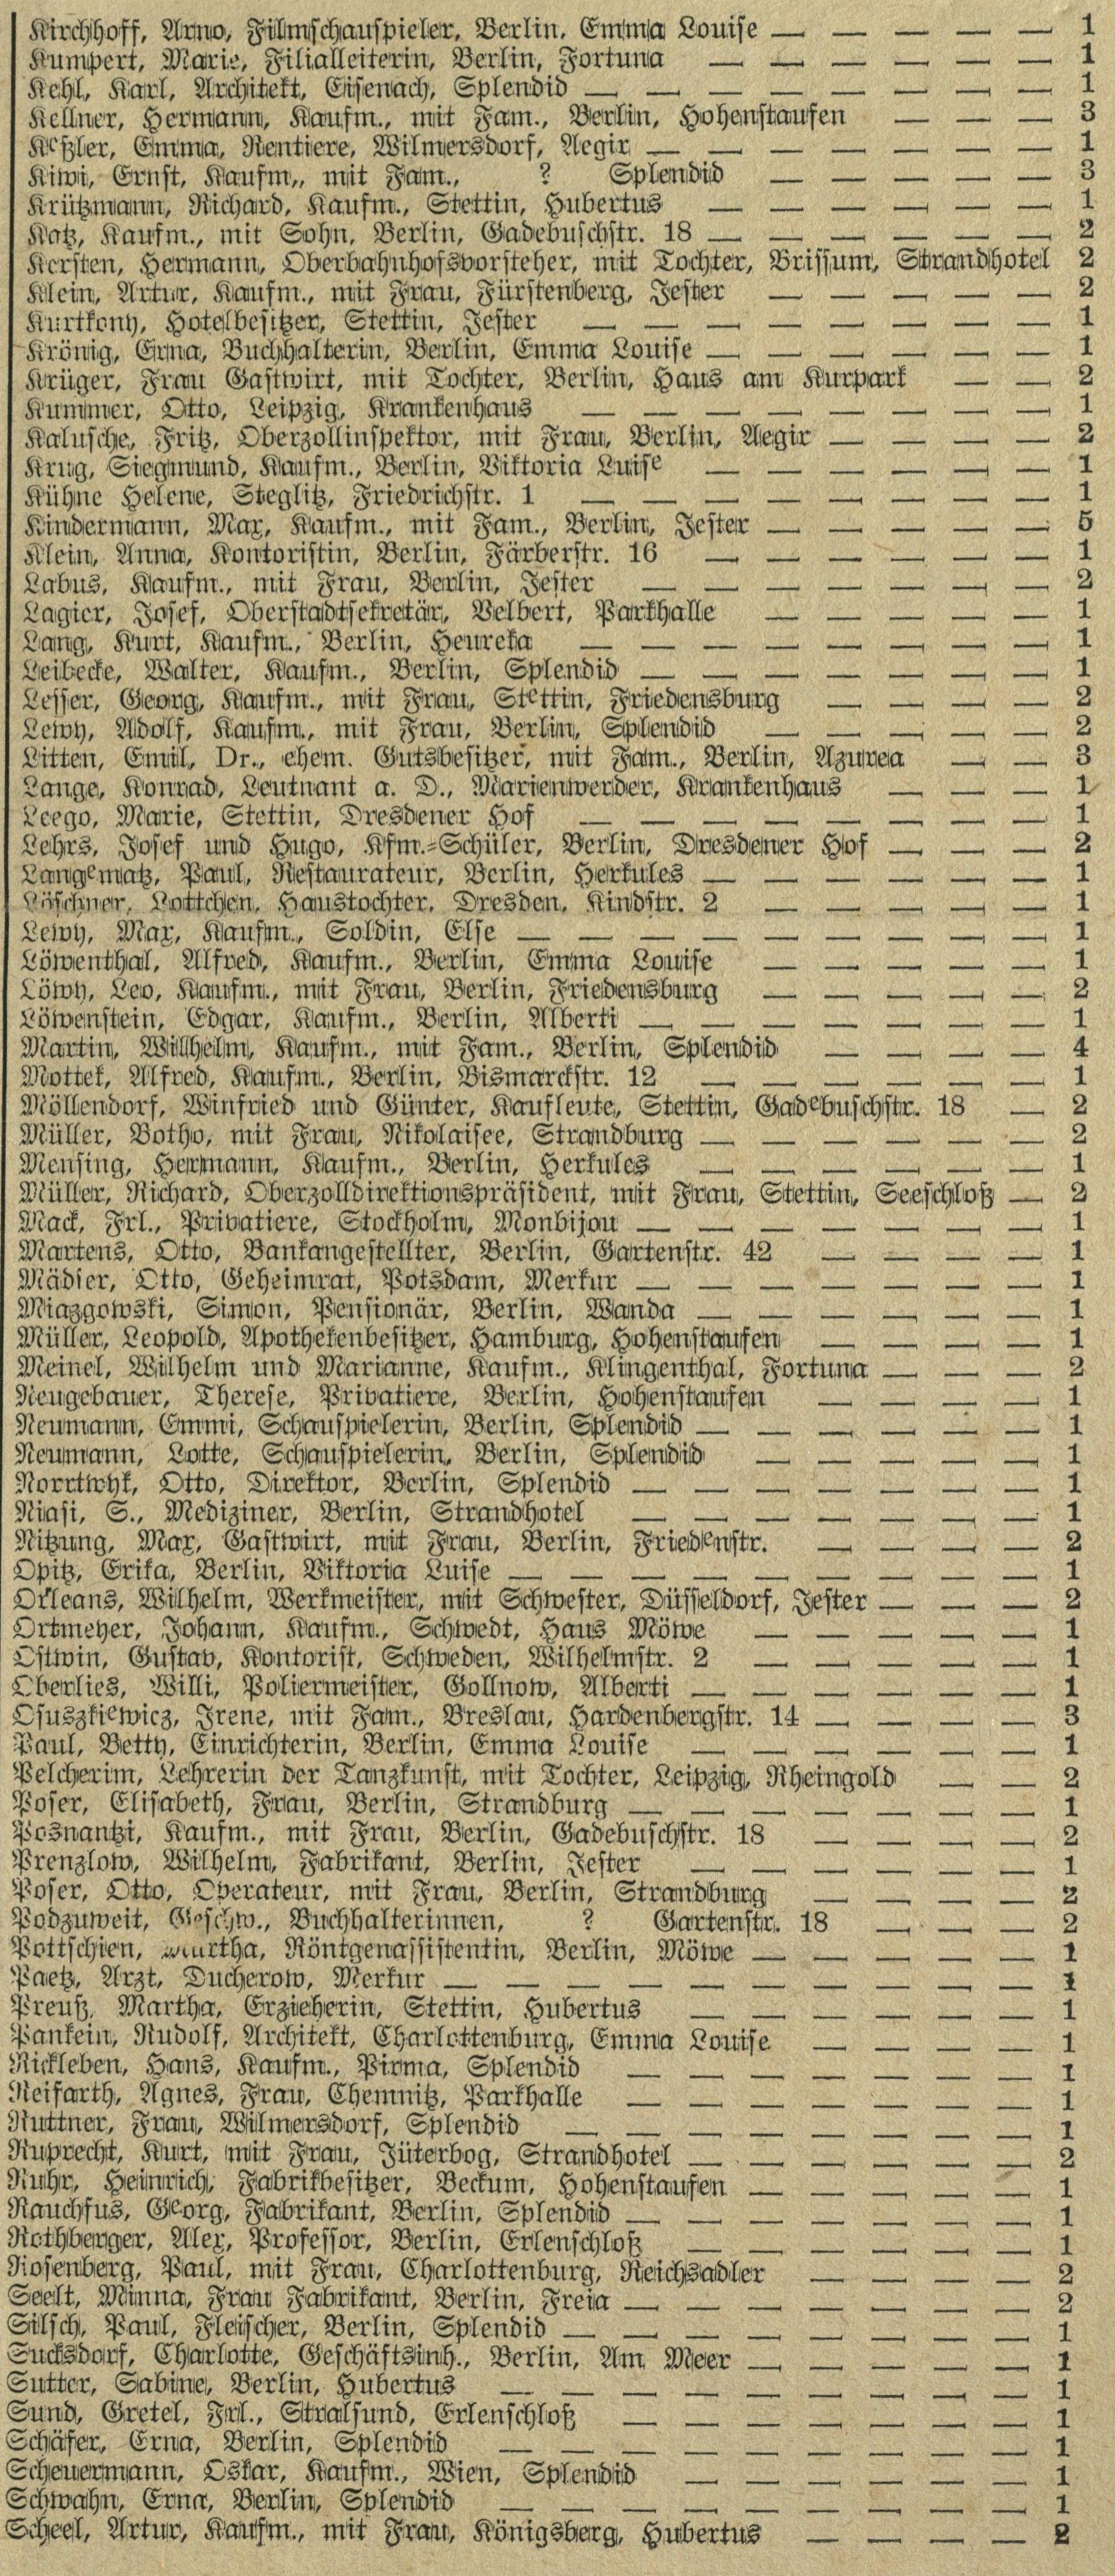 Kirchhoff, Arno, Filmschauspieler, Berlin, Emma Louise — — — — — 1
Kumpert, Marie, Filialleiterin, Berlin, Fortuna — — — — — — 1
Kehl, Karl, Architekt, Eisenach, Splendid — — — — — — — 1
Kellner, Hermann, Kaufm., mit Fam., Berlin, Hohenstaufen — — — 3
Keßler, Emma, Rentiere, Wilmersdorf, Aegir — — — — — — — 1
Kiwi, Ernst, Kaufm., mit Fam., ? Splendid — — — — — 3
Krützmann, Richard, Kaufm., Stettin, Hubertus — — — — — — 1
Katz, Kaufm., mit Sohn, Berlin, Gadebuschstr. 18 — — — — — — 2
Kersten, Hermann, Oberbahnhofsvorsteher, mit Tochter, Brissum, Strandhotel 2
Klein, Artur, Kaufm., mit Frau, Fürstenberg, Jester — — — — — 2
Kurtkony, Hotelbesitzer, Stettin, Jester — — — — — — — 1
Krönig, Erna, Buchhalterin, Berlin, Emma Louise — — — — — — 1
Krüger, Frau Gastwirt, mit Tochter, Berlin, Haus am Kurpark — — 2
Kummer, Otto, Leipzig, Krankenhaus — — — — — — — 1
Kalusche, Fritz, Oberzollinspektor, mit Frau, Berlin, Aegir — — — — 2
Krug, Siegmund, Kaufm., Berlin, Viktoria Luise — — — — — — 1
Kühne Helene, Steglitz, Friedrichstr. 1 — — — — — — — 1
Kindermann, Max, Kaufm., mit Fam., Berlin, Jester — — — — — 5
Klein, Anna, Kontoristin, Berlin, Färberstr. 16 — — — — — — 1
Labus, Kaufm., mit Frau, Berlin, Jester — — — — — — 2
Lagier, Josef, Oberstadtsekretär, Velbert, Parkhalle — — — — — 1
Lang, Kurt, Kaufm., Berlin, Heureka — — — — — — — 1
Leibecke, Walter, Kaufm., Berlin, Splendid — — — — — — — 1
Lesser, Georg, Kaufm., mit Frau, Stettin, Friedensburg — — — — 2
Lewy, Adolf, Kaufm., mit Frau, Berlin, Splendid — — — — — 2
Litten, Emil, Dr., ehem. Gutsbesitzer, mit Fam., Berlin, Azurea — — 3
Lange, Konrad, Leutnant a. D., Marienwerder, Krankenhaus — — — 1
Leego, Marie, Stettin, Dresdener Hof — — — — — — — 1
Lehrs, Josef und Hugo, Kfm.-Schüler, Berlin, Dresdener Hof — — — 2
Langematz, Paul, Restaurateur, Berlin, Herkules — — — — — — 1
Löschner, Lottchen, Haustochter, Dresden, Kindstr. 2 — — — — — 1
Lewy, Max, Kaufm., Soldin, Else — — — — — — — — 1
Löwenthal, Alfred, Kaufm., Berlin, Emma Louise — — — — — 1
Löwy, Leo, Kaufm., mit Frau, Berlin, Friedensburg — — — — — 2
Löwenstein, Edgar, Kaufm., Berlin, Alberti — — — — — — — 1
Martin, Wilhelm, Kaufm., mit Fam., Berlin, Splendid — — — — 4
Mottek, Alfred, Kaufm., Berlin, Bismarckstr. 12 — — — — — — 1
Möllendorf, Winfried und Günter, Kaufleute, Stettin, Gadebuschstr. 18 — 2
Müller, Botho, mit Frau, Nikolaisee, Strandburg — — — — — — 2
Mensing, Hermann, Kaufm., Berlin, Herkules — — — — — — 1
Müller, Richard, Oberzolldirektionspräsident, mit Frau, Stettin, Seeschloß — 2
Mack, Frl., Privatiere, Stockholm, Monbijou — — — — — — — 1
Martens, Otto, Bankangestellter, Berlin, Gartenstr. 42 — — — — 1
Mädier, Otto, Geheimrat, Potsdam, Merkur — — — — — — — 1
Miazgowski, Simon, Pensionär, Berlin, Wanda — — — — — — 1
Müller, Leopold, Apothekenbesitzer, Hamburg, Hohenstaufen — — — — 1
Meinel, Wilhelm und Marianne, Kaufm., Klingenthal, Fortuna — — — 2
Neugebauer, Therese, Privatiere, Berlin, Hohenstaufen — — — — 1
Neumann, Emmi, Schauspielerin, Berlin, Splendid — — — — — — 1
Neumann, Lotte, Schauspielerin, Berlin, Splendid — — — — — 1
Norrtwyk, Otto, Direktor, Berlin, Splendid — — — — — — — 1
Niasi, S., Mediziner, Berlin, Strandhotel — — — — — — — 1
Nitzung, Max, Gastwirt, mit Frau, Berlin, Friedenstr. — — — — 2
Opitz, Erika, Berlin, Viktoria Luise — — — — — — — — 1
Orleans, Wilhelm, Werkmeister, mit Schwester, Düsseldorf, Jester — — — 2
Ortmeyer, Johann, Kaufm., Schwedt, Haus Möwe — — — — — 1
Ostwin, Gustav, Kontorist, Schweden, Wilhelmstr. 2 — — — — — 1
Oberlies, Willi, Poliermeister, Gollnow, Alberti — — — — — — 1
Osuszkiewicz, Irene, mit Fam., Breslau, Hardenbergstr. 14 — — — — 3
Paul, Betty, Einrichterin, Berlin, Emma Louise — — — — — — 1
Pelcherim, Lehrerin der Tanzkunst, mit Tochter, Leipzig, Rheingold — — 2
Poser, Elisabeth, Frau, Berlin, Strandburg — — — — — — — 1
Posnantzi, Kaufm., mit Frau, Berlin, Gadebuschstr. 18 — — — — 2
Prenzlow, Wilhelm, Fabrikant, Berlin, Jester — — — — — — 1
Poser, Otto, Operateur, mit Frau, Berlin, Strandburg — — — — 2
Podzuweit, Geschw., Buchhalterinnen, ? Gartenstr. 18 — — — 2
Pottschien, Röntgenassistentin, Berlin, Möwe — — — — — 1
Paetz, Arzt, Ducherow, Merkur — — — — — — — — — 1
Preuß, Martha, Erzieherin, Stettin, Hubertus — — — — — — 1
Pankein, Rudolf, Architekt, Charlottenburg, Emma Louise — — — — 1
Rickleben, Hans, Kaufm., Pirma, Splendid — — — — — — — 1
Reifarth, Agnes, Frau, Chemnitz, Parkhalle — — — — — — — 1
Ruttner, Frau, Wilmersdorf, Splendid — — — — — — — 1
Ruprecht, Kurt, mit Frau, Jüterbog, Strandhotel — — — — — — 2
Ruhr, Heinrich, Fabrikbesitzer, Beckum, Hohenstaufen — — — — — 1
Rauchfus, Georg, Fabrikant, Berlin, Splendid — — — — — — — 1
Rothberger, Alex, Professor, Berlin, Erlenschloß — — — — — — 1
Rosenberg, Paul, mit Frau, Charlottenburg, Reichsadler — — — — 2
Seelt, Minna, Frau Fabrikant, Berlin, Freia — — — — — — — 2
Silsch, Paul, Fleischer, Berlin, Splendid — — — — — — — — 1
Sucksdorf, Charlotte, Geschäftsinh., Berlin, Am Meer — — — — — 1
Sutter, Sabine, Berlin, Hubertus — — — — — — — — 1
Sund, Gretel, Frl., Stralsund, Erlenschloß — — — — — — — 1
Schäfer, Erna, Berlin, Splendid — — — — — — — — 1
Scheuermann, Oskar, Kaufm., Wien, Splendid — — — — — — 1
Schwahn, Erna, Berlin, Splendid — — — — — — — — 1
Scheel, Artur, Kaufm., mit Frau, Königsberg, Hubertus — — — — 2